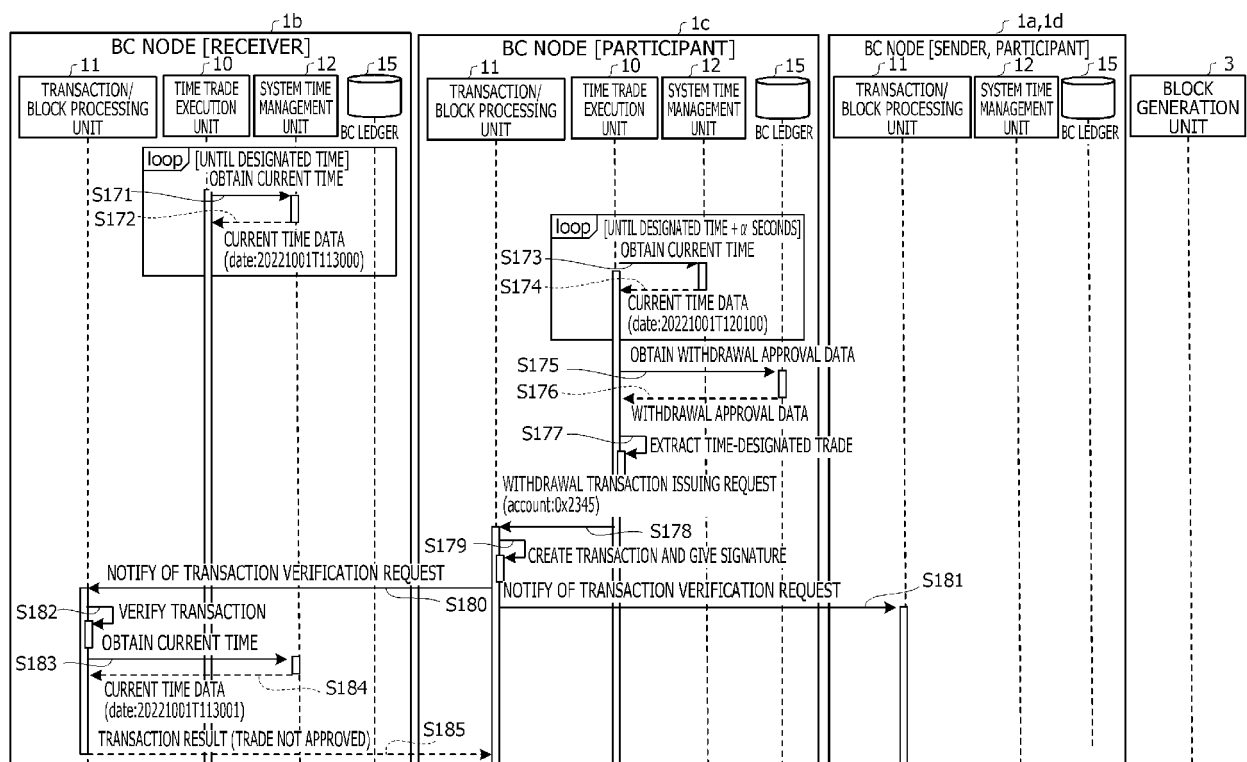 1b
1c
1a,1d
BC NODE [RECEIVER]
BC NODE [PARTICIPANT]
BC NODE [SENDER, PARTICIPANT]
11
10
12
15
11
10
12
15
11
12
15
3
TRANSACTION/
BLOCK PROCESSING
UNIT
TIME TRADE
EXECUTION
UNIT
SYSTEM TIME
MANAGEMENT
UNIT
BC LEDGER
TRANSACTION/
BLOCK PROCESSING
UNIT
TIME TRADE
EXECUTION
UNIT
SYSTEM TIME
MANAGEMENT
UNIT
BC LEDGER
TRANSACTION/
BLOCK PROCESSING
UNIT
SYSTEM TIME
MANAGEMENT
UNIT
BC LEDGER
BLOCK
GENERATION
UNIT
loop [UNTIL DESIGNATED TIME]
OBTAIN CURRENT TIME
S171
S172
CURRENT TIME DATA
(date:20221001T113000)
loop [UNTIL DESIGNATED TIME + α SECONDS]
OBTAIN CURRENT TIME
S173
S174
CURRENT TIME DATA
(date:20221001T120100)
OBTAIN WITHDRAWAL APPROVAL DATA
S175
S176
WITHDRAWAL APPROVAL DATA
S177
EXTRACT TIME-DESIGNATED TRADE
WITHDRAWAL TRANSACTION ISSUING REQUEST
(account:0x2345)
S178
S179
CREATE TRANSACTION AND GIVE SIGNATURE
NOTIFY OF TRANSACTION VERIFICATION REQUEST
S180
NOTIFY OF TRANSACTION VERIFICATION REQUEST
S181
S182
VERIFY TRANSACTION
OBTAIN CURRENT TIME
S183
S184
CURRENT TIME DATA
(date:20221001T113001)
TRANSACTION RESULT (TRADE NOT APPROVED)
S185